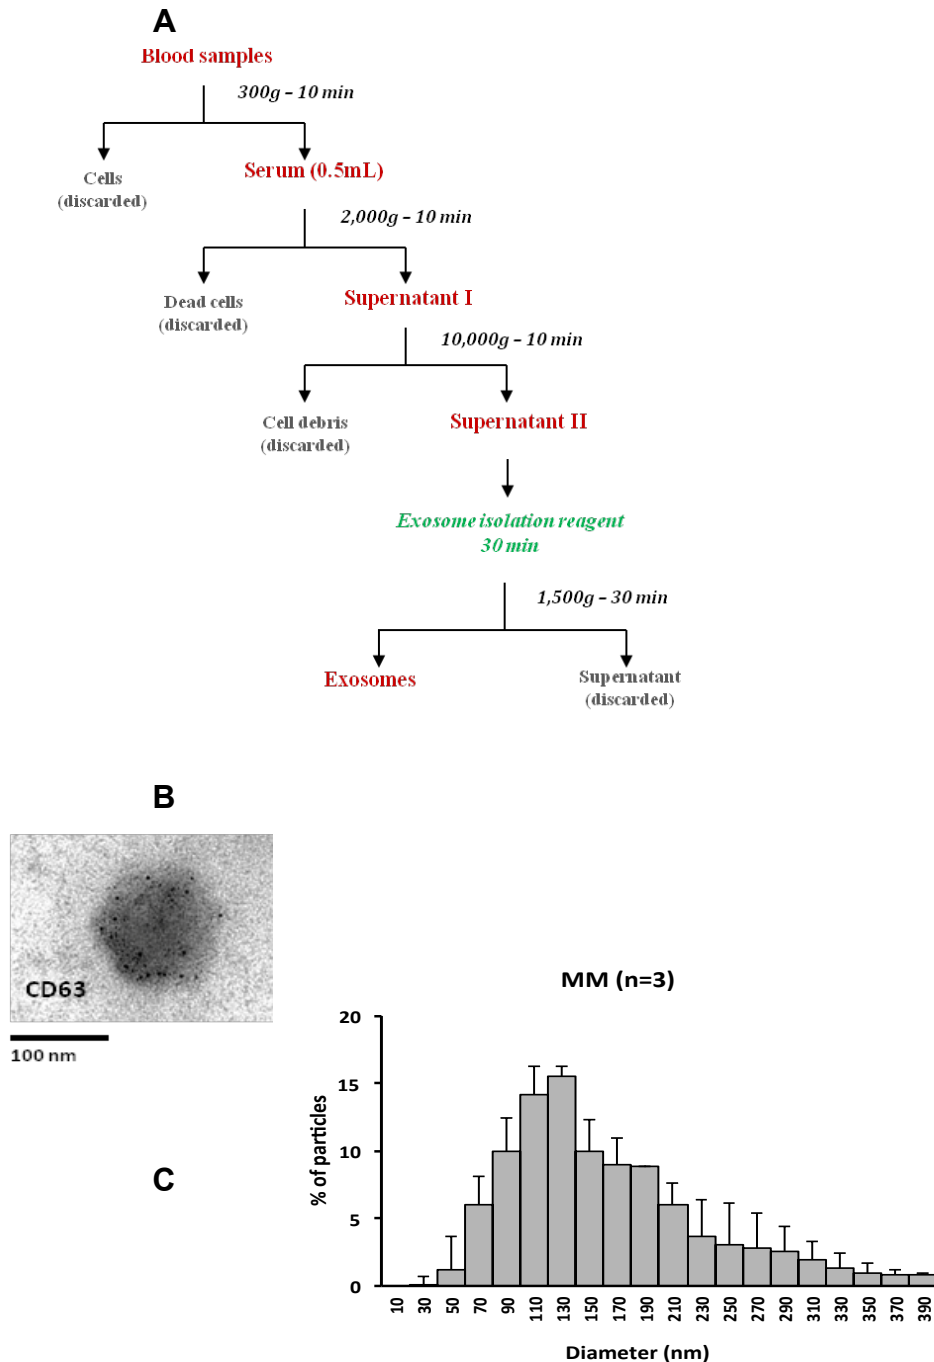 A
Blood samples
300g – 10 min
Cells
(discarded)
Serum (0.5mL)
2,000g – 10 min
Dead cells
(discarded)
Supernatant I
10,000g – 10 min
Cell debris
(discarded)
Supernatant II
Exosome isolation reagent
30 min
1,500g – 30 min
Exosomes
Supernatant
(discarded)
B
CD63
100 nm
C
MM (n=3)
% of particles
20
15
10
5
0
10 30 50 70 90 110 130 150 170 190 210 230 250 270 290 310 330 350 370 390
Diameter (nm)